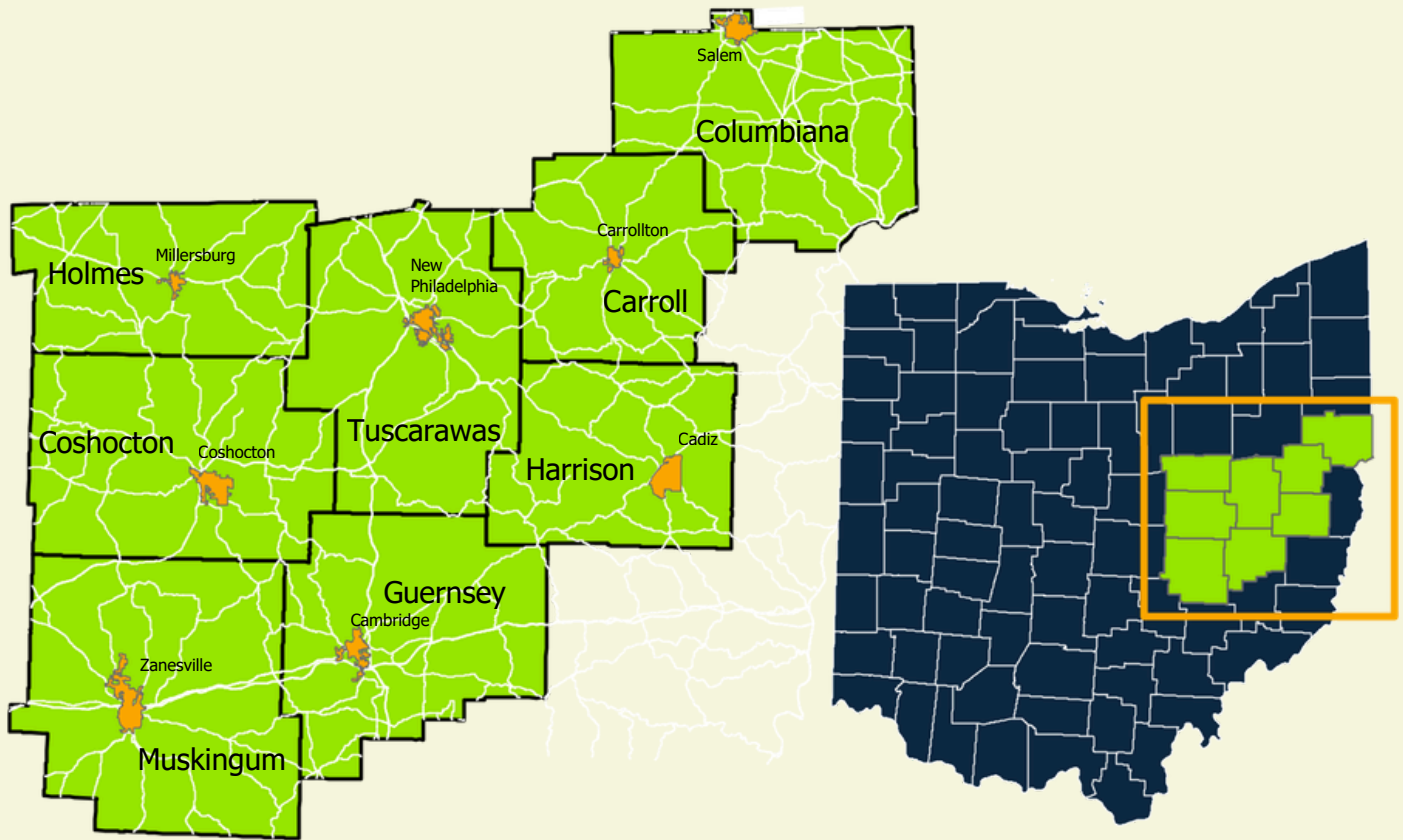 Salem
Columbiana
Carrollton
Millersburg
Holmes
New
Philadelphia
Carroll
Coshocton
Coshocton
Tuscarawas
Cadiz
Harrison
Guernsey
Cambridge
Zanesville
Muskingum